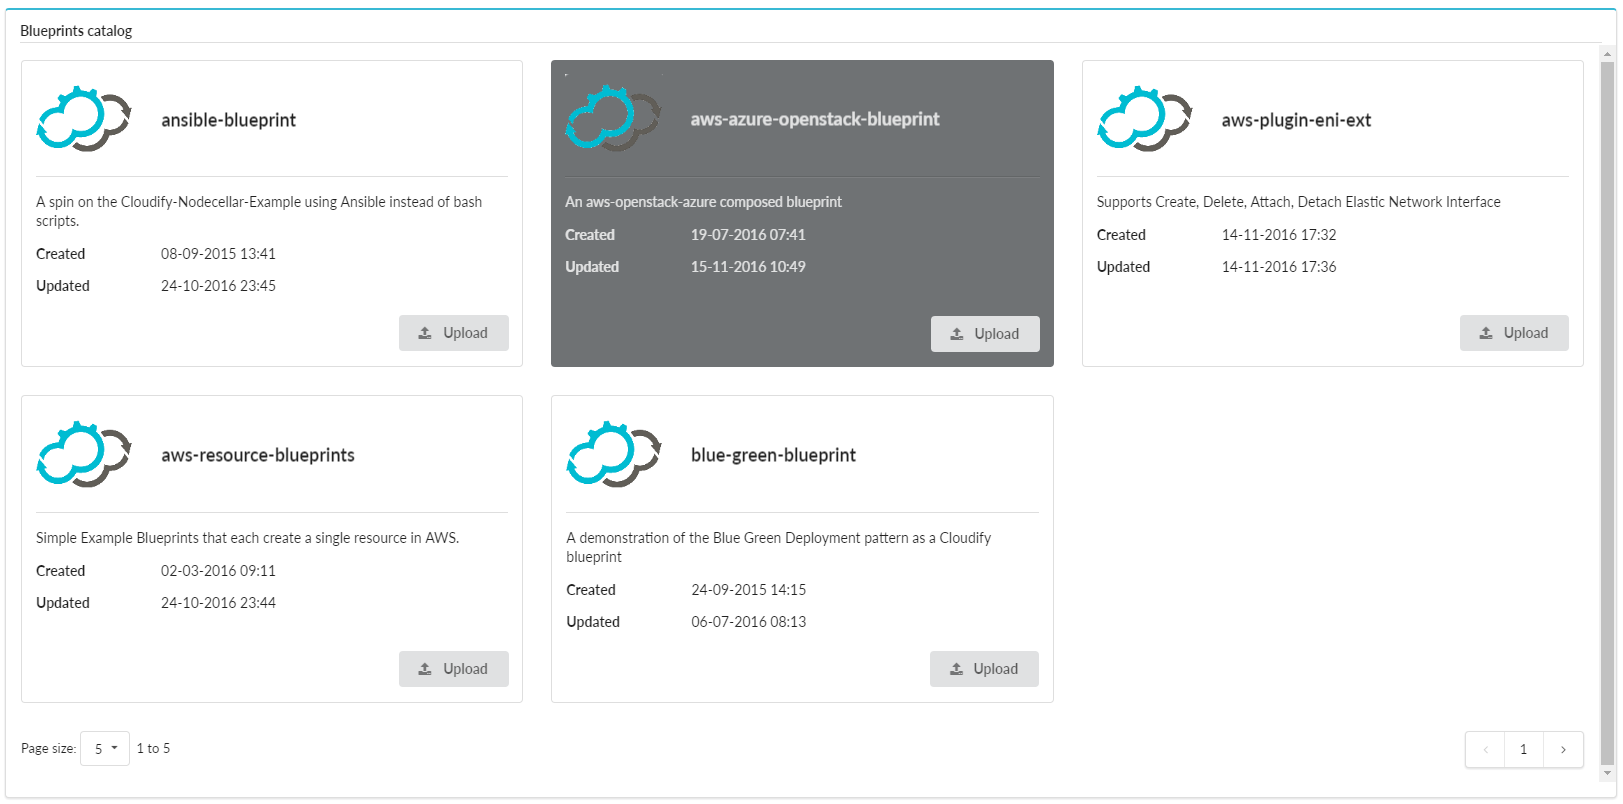 Blueprints catalog
ansible-blueprint
A spin on the Cloudify-Nodecellar-Example using Ansible instead of bash
scripts.
Created 08-09-2015 13:41
Updated 24-10-2016 23:45
Upload
aws-azure-openstack-blueprint
An aws-openstack-azure composed blueprint
Created 19-07-2016 07:41
Updated 15-11-2016 10:49
Upload
aws-plugin-eni-ext
Supports Create, Delete, Attach, Detach Elastic Network Interface
Created 14-11-2016 17:32
Updated 14-11-2016 17:36
Upload
aws-resource-blueprints
Simple Example Blueprints that each create a single resource in AWS.
Created 02-03-2016 09:11
Updated 24-10-2016 23:44
Upload
blue-green-blueprint
A demonstration of the Blue Green Deployment pattern as a Cloudify
blueprint
Created 24-09-2015 14:15
Updated 06-07-2016 08:13
Upload
Page size: 5 1 to 5
‹ 1 ›